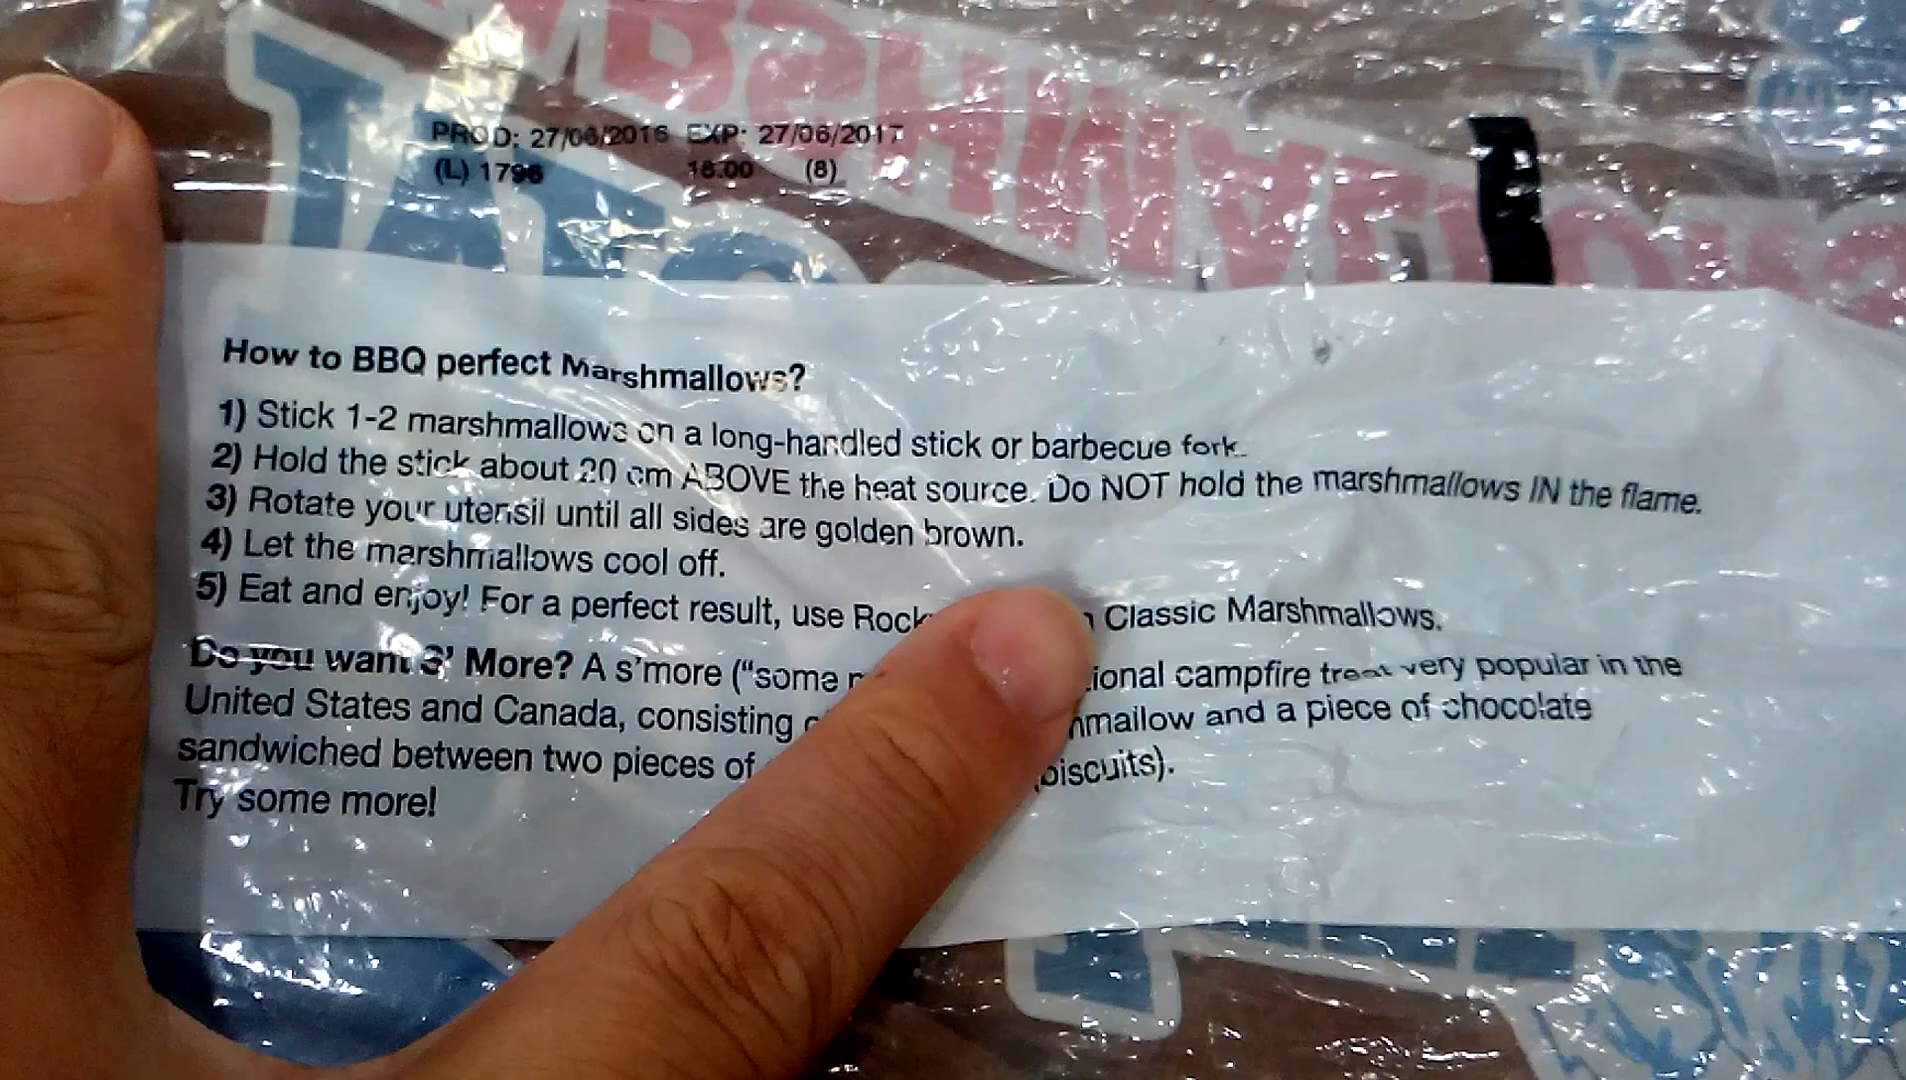 PROD: 27/06/2016 EXP: 27/06/2017
(L) 1796 16.00 (8)
How to BBQ perfect Marshmallows?
1) Stick 1-2 marshmallows on a long-handled stick or barbecue fork.
2) Hold the stick about 20 cm ABOVE the heat source. Do NOT hold the marshmallows IN the flame.
3) Rotate your utensil until all sides are golden brown.
4) Let the marshmallows cool off.
5) Eat and enjoy! For a perfect result, use Classic Marshmallows.
Do you want S' More? A s'more ("some campfire treat very popular in the
United States and Canada, consisting and a piece of chocolate
sandwiched between two pieces of biscuits).
Try some more!